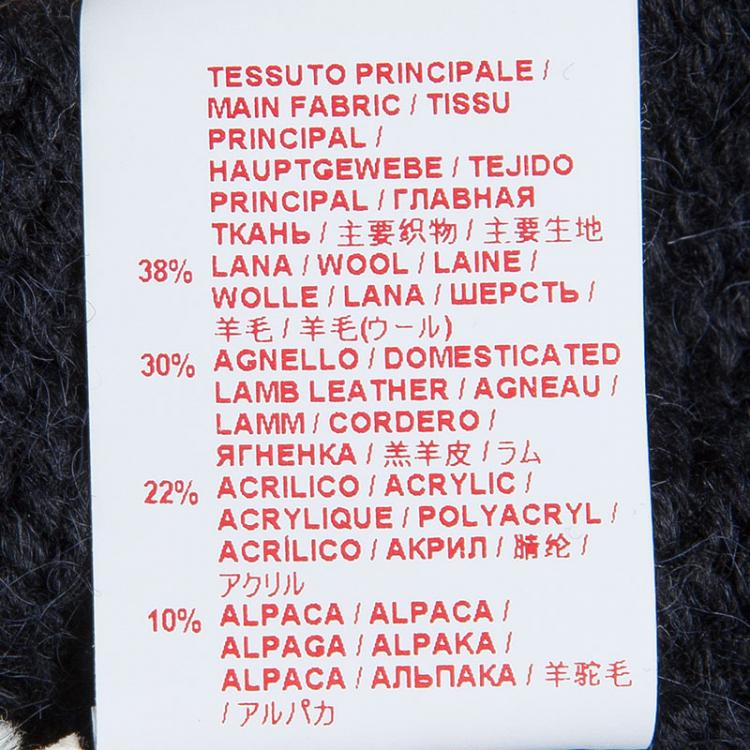 TESSUTO PRINCIPALE /
MAIN FABRIC / TISSU
PRINCIPAL /
HAUPTGEWEBE / TEJIDO
PRINCIPAL / ГЛАВНАЯ
ТКАНЬ / 主要织物 / 主要生地
38% LANA / WOOL / LAINE /
WOLLE / LANA / ШЕРСТЬ /
羊毛 / 羊毛(ウール)
30% AGNELLO / DOMESTICATED
LAMB LEATHER / AGNEAU /
LAMM / CORDERO /
ЯГНЕНКА / 羔羊皮 / ラム
22% ACRILICO / ACRYLIC /
ACRYLIQUE / POLYACRYL /
ACRÍLICO / АКРИЛ / 腈纶 /
アクリル
10% ALPACA / ALPACA /
ALPAGA / ALPAKA /
ALPACA / АЛЬПАКА / 羊驼毛
/ アルパカ